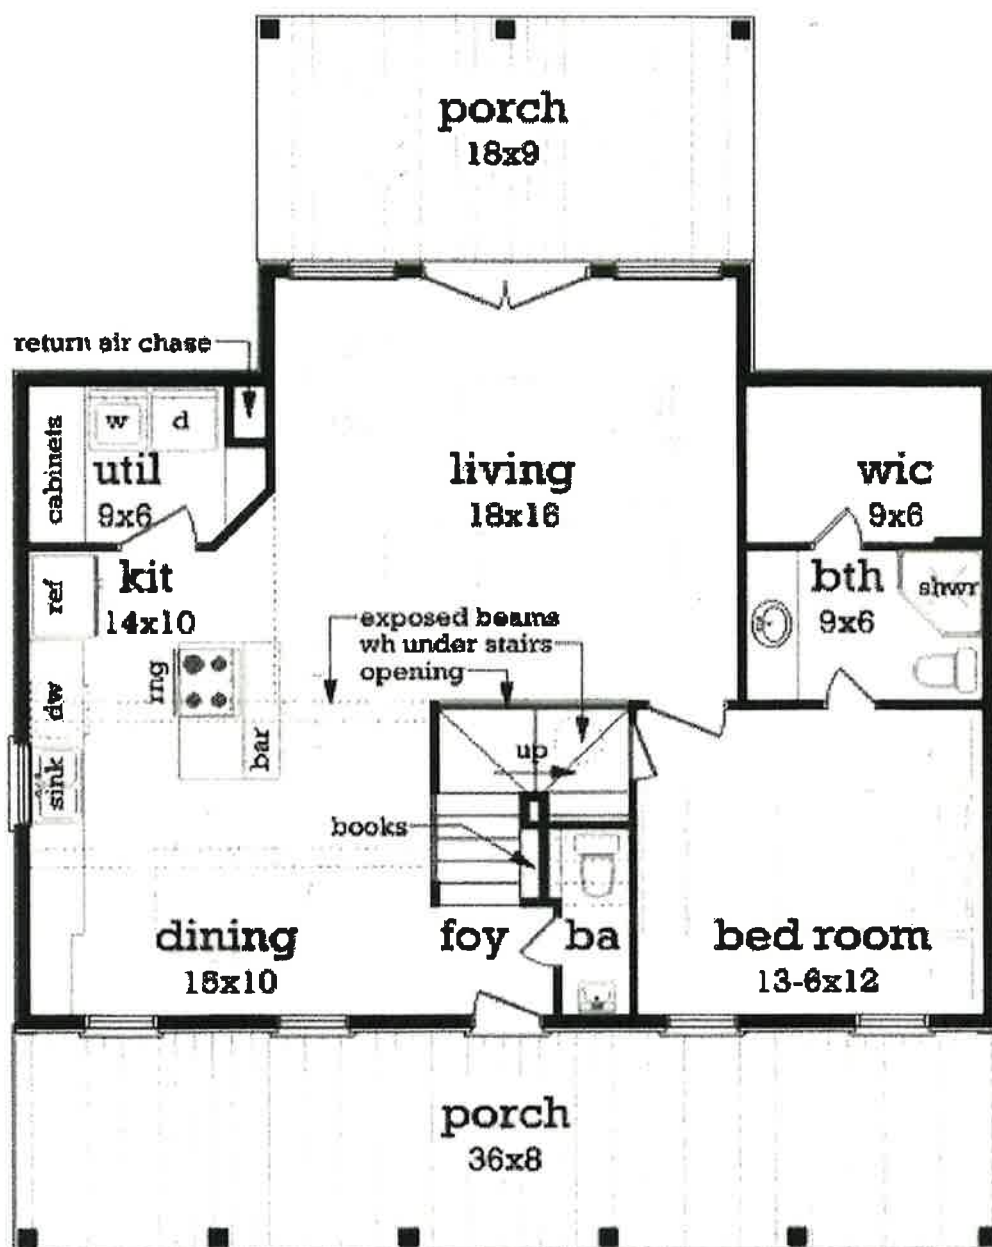 porch
18x9
return air chase
cabinets
w
d
util
9x6
living
18x16
wic
9x6
ref
kit
14x10
bth
9x6
shwr
exposed beams
wh under stairs
opening
rng
dw
bar
sink
up
books
dining
15x10
foy
ba
bed room
13-6x12
porch
36x8